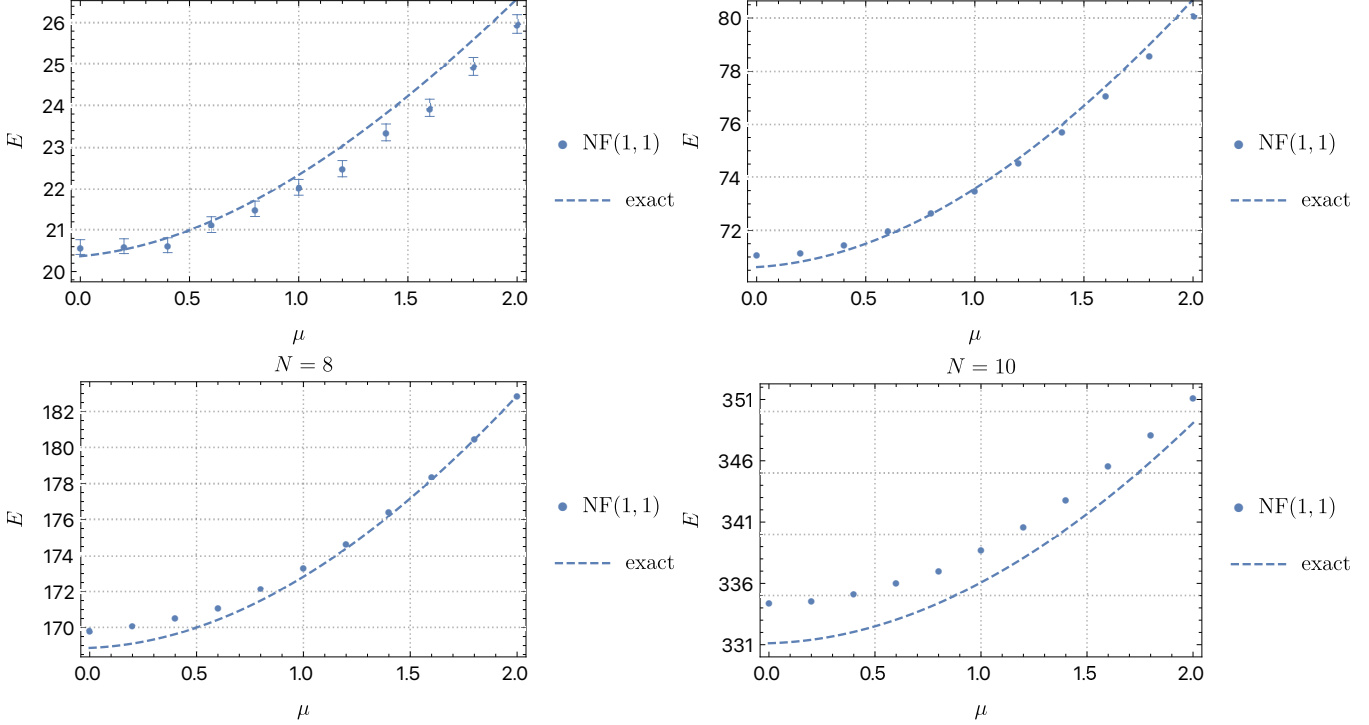 26
25
24
23
22
21
20
E
0.0 0.5 1.0 1.5 2.0
μ
NF(1, 1)
exact
80
78
76
74
72
E
0.0 0.5 1.0 1.5 2.0
μ
NF(1, 1)
exact
N = 8
182
180
178
176
174
172
170
E
0.0 0.5 1.0 1.5 2.0
μ
NF(1, 1)
exact
N = 10
351
346
341
336
331
E
0.0 0.5 1.0 1.5 2.0
μ
NF(1, 1)
exact